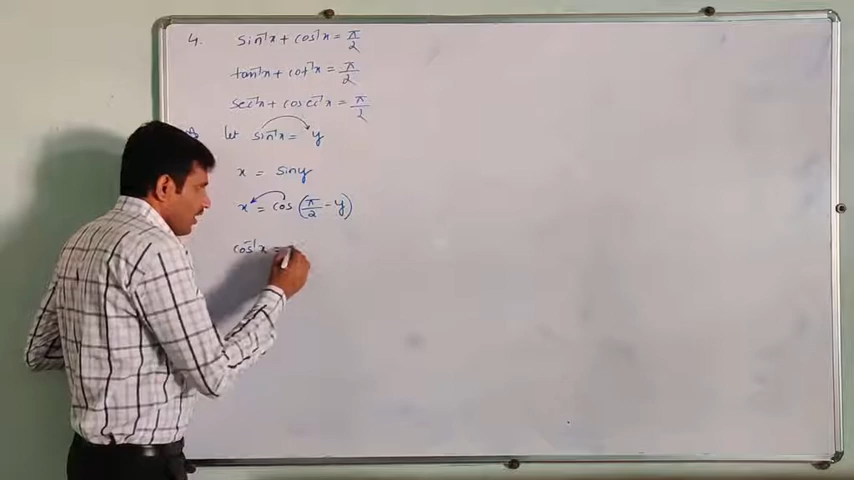 4. sin⁻¹x + cos⁻¹x = π/2
tan⁻¹x + cot⁻¹x = π/2
sec⁻¹x + cosec⁻¹x = π/2
let sin⁻¹x = y
x = siny
x = cos (π/2 - y)
cos⁻¹x =